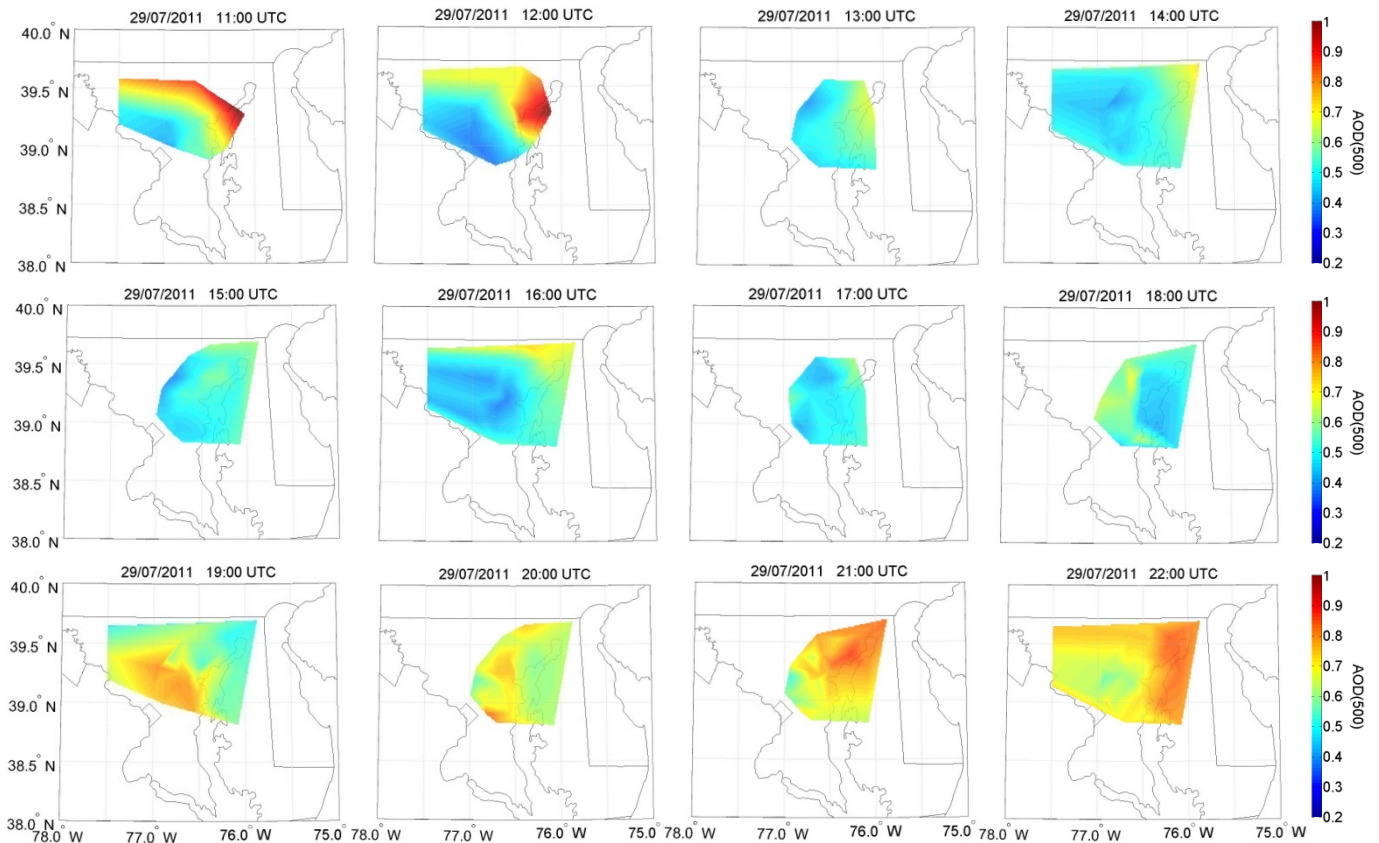 29/07/2011 11:00 UTC
29/07/2011 12:00 UTC
29/07/2011 13:00 UTC
29/07/2011 14:00 UTC
40.0° N
39.5° N
39.0° N
38.5° N
38.0° N
1
0.9
0.8
0.7
0.6
0.5
0.4
0.3
0.2
AOD(500)
29/07/2011 15:00 UTC
29/07/2011 16:00 UTC
29/07/2011 17:00 UTC
29/07/2011 18:00 UTC
40.0° N
39.5° N
39.0° N
38.5° N
38.0° N
1
0.9
0.8
0.7
0.6
0.5
0.4
0.3
0.2
AOD(500)
29/07/2011 19:00 UTC
29/07/2011 20:00 UTC
29/07/2011 21:00 UTC
29/07/2011 22:00 UTC
40.0° N
39.5° N
39.0° N
38.5° N
38.0° N
1
0.9
0.8
0.7
0.6
0.5
0.4
0.3
0.2
AOD(500)
78.0° W 77.0° W 76.0° W 75.0° W
78.0° W 77.0° W 76.0° W 75.0° W
78.0° W 77.0° W 76.0° W 75.0° W
78.0° W 77.0° W 76.0° W 75.0° W